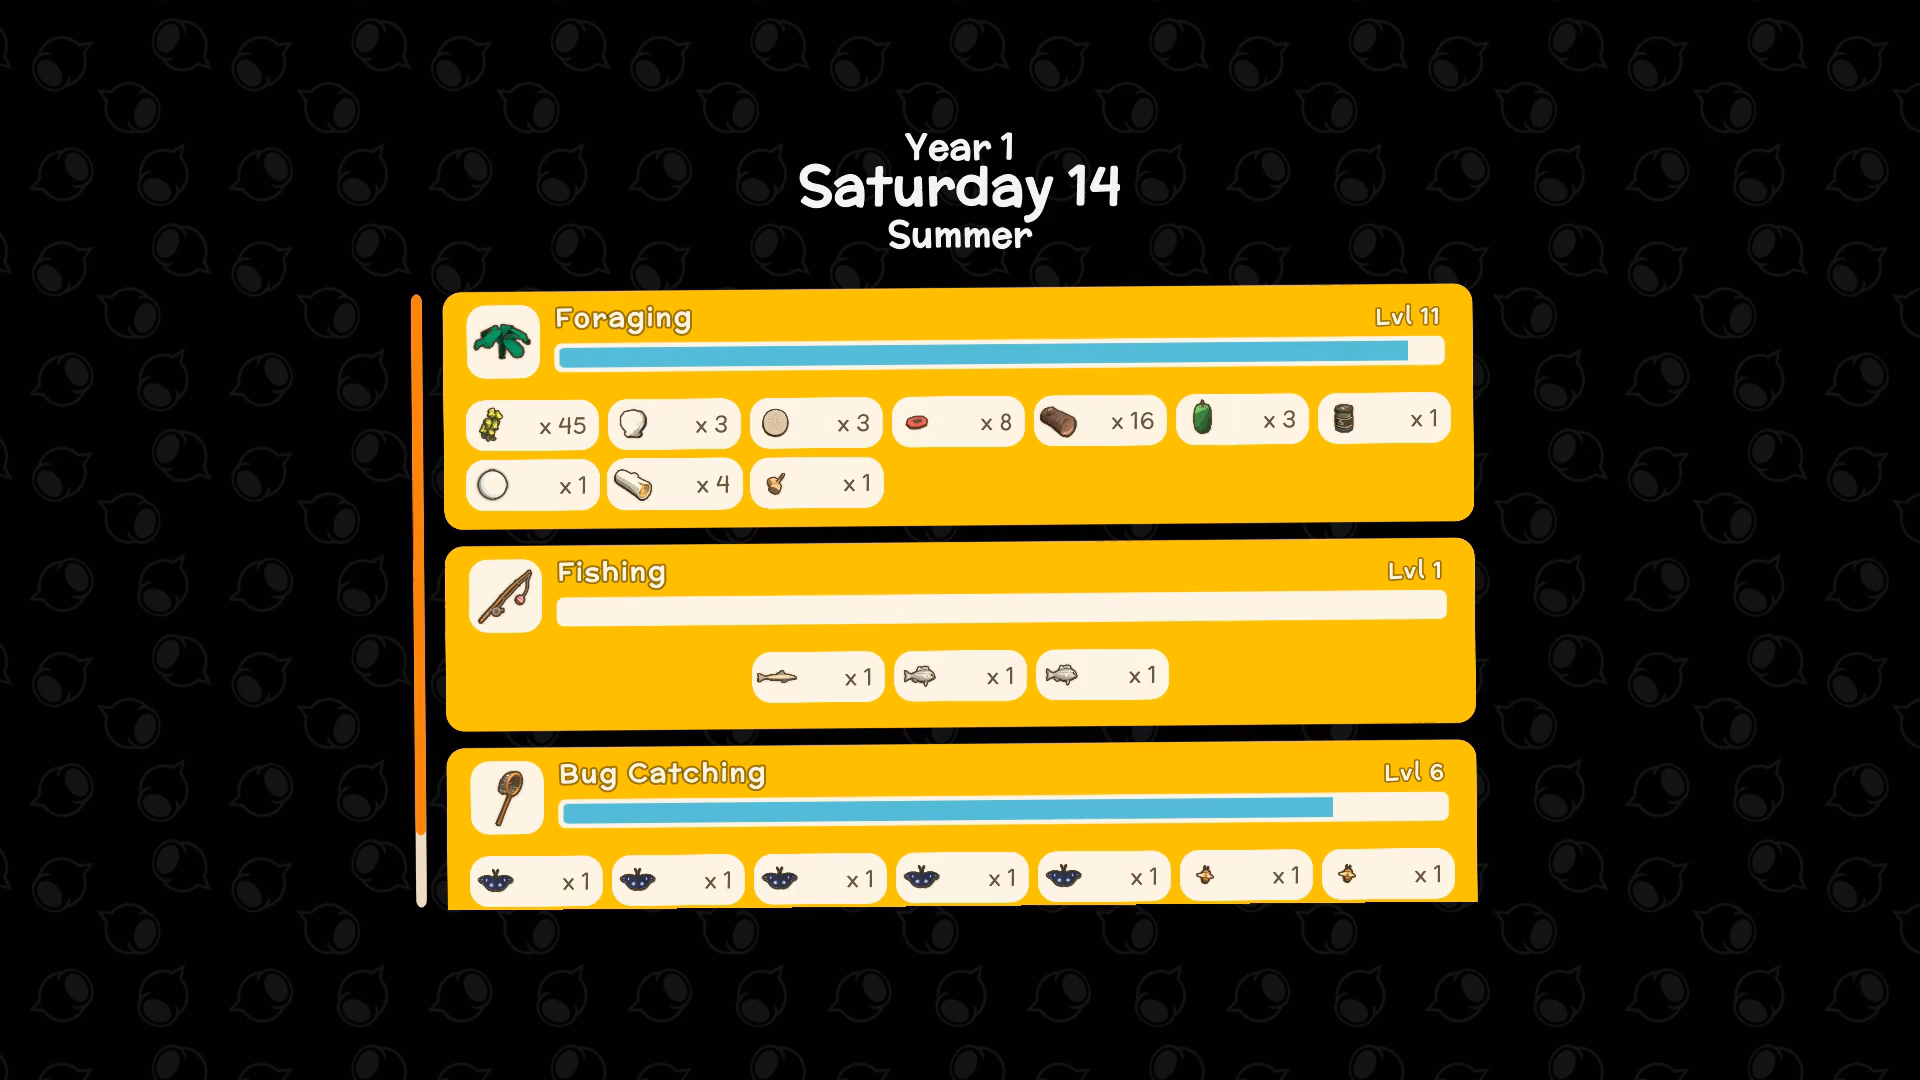 Year 1
Saturday 14
Summer
Foraging Lvl 11
x 45 x 3 x 3 x 8 x 16 x 3 x 1
x 1 x 4 x 1
Fishing Lvl 1
x 1 x 1 x 1
Bug Catching Lvl 6
x 1 x 1 x 1 x 1 x 1 x 1 x 1